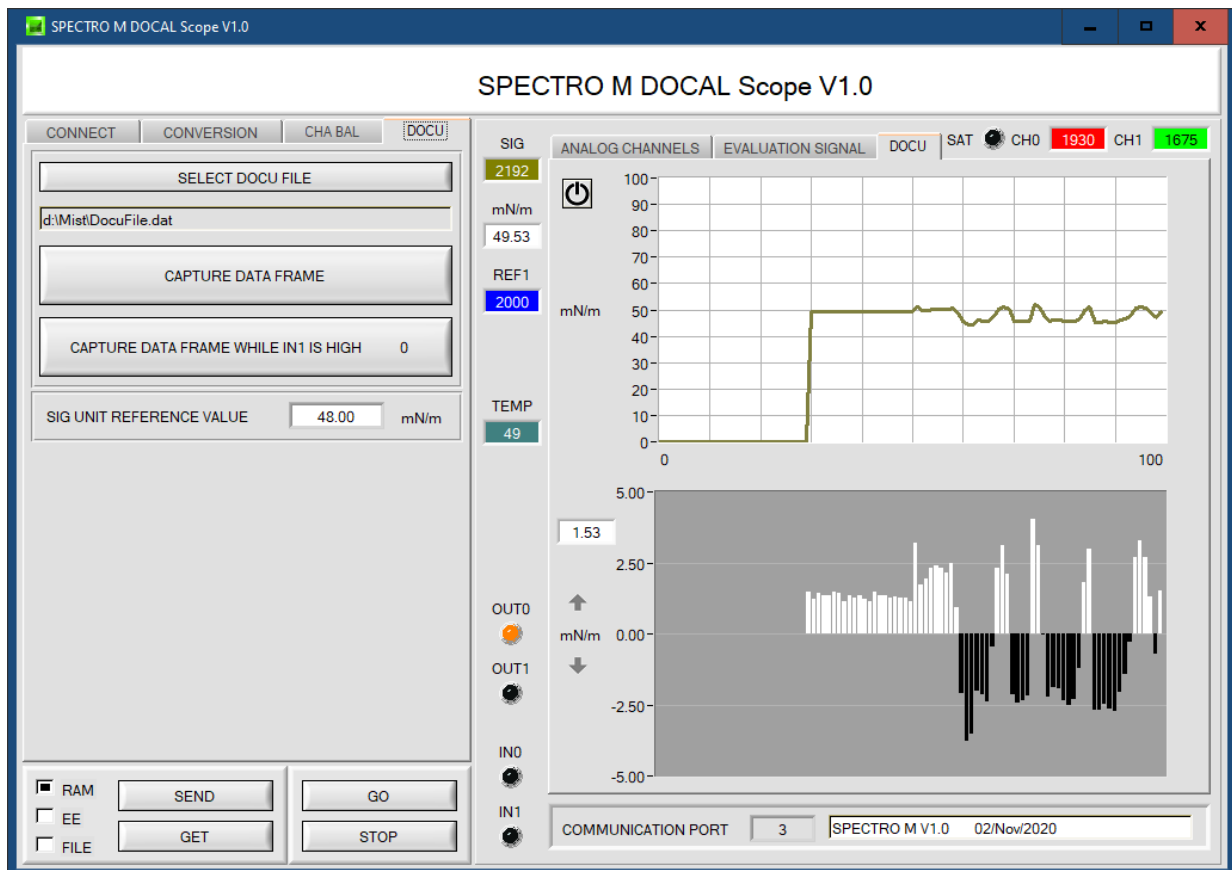 SPECTRO M DOCAL Scope V1.0
SPECTRO M DOCAL Scope V1.0
CONNECT CONVERSION CHA BAL DOCU
SELECT DOCU FILE
d:\Mist\DocuFile.dat
CAPTURE DATA FRAME
CAPTURE DATA FRAME WHILE IN1 IS HIGH 0
SIG UNIT REFERENCE VALUE 48.00 mN/m
RAM
EE
FILE
SEND
GET
GO
STOP
SIG
2192
mN/m
49.53
REF1
2000
TEMP
49
OUT0
OUT1
IN0
IN1
ANALOG CHANNELS EVALUATION SIGNAL DOCU SAT CH0 1930 CH1 1675
100
90
80
70
60
mN/m 50
40
30
20
10
0
0 100
5.00
1.53
2.50
mN/m 0.00
-2.50
-5.00
COMMUNICATION PORT 3 SPECTRO M V1.0 02/Nov/2020